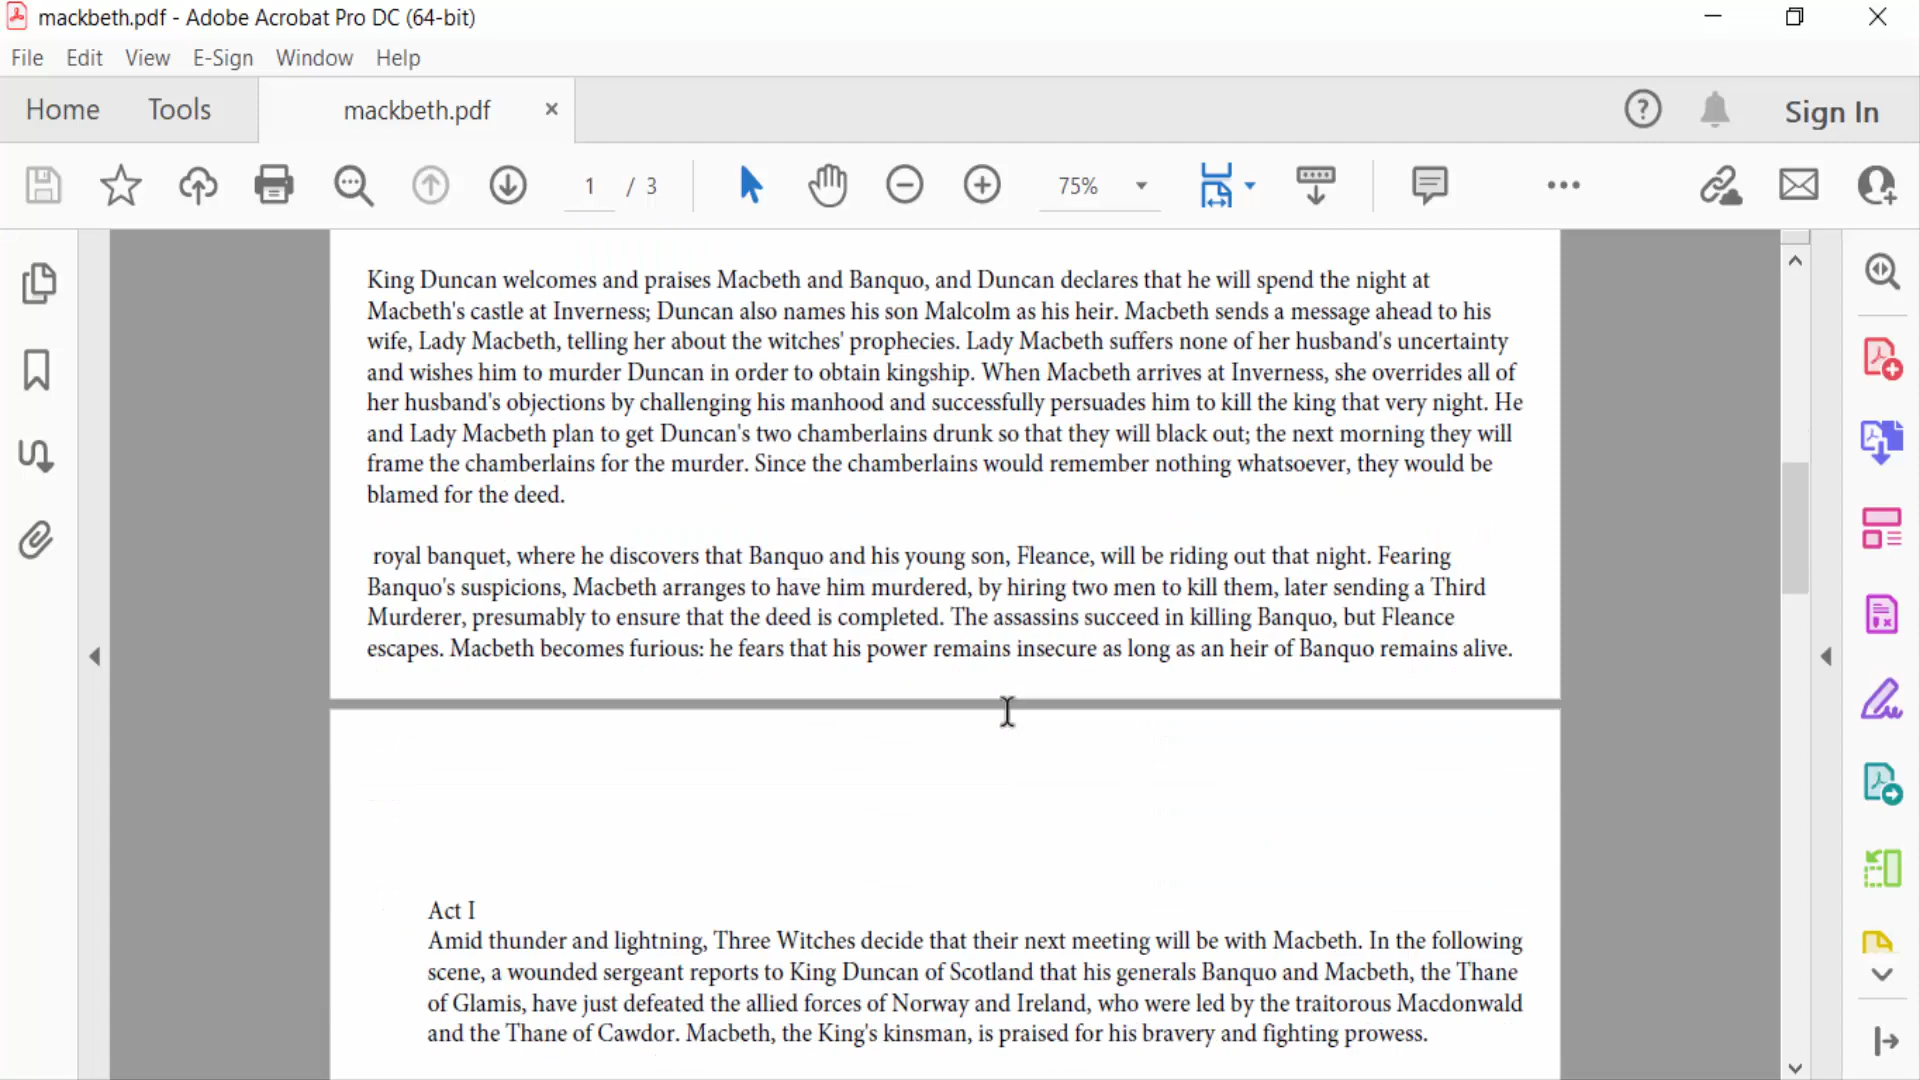 mackbeth.pdf - Adobe Acrobat Pro DC (64-bit)
File Edit View E-Sign Window Help
Home Tools mackbeth.pdf × ? Sign In
1 / 3 75%
King Duncan welcomes and praises Macbeth and Banquo, and Duncan declares that he will spend the night at
Macbeth's castle at Inverness; Duncan also names his son Malcolm as his heir. Macbeth sends a message ahead to his
wife, Lady Macbeth, telling her about the witches' prophecies. Lady Macbeth suffers none of her husband's uncertainty
and wishes him to murder Duncan in order to obtain kingship. When Macbeth arrives at Inverness, she overrides all of
her husband's objections by challenging his manhood and successfully persuades him to kill the king that very night. He
and Lady Macbeth plan to get Duncan's two chamberlains drunk so that they will black out; the next morning they will
frame the chamberlains for the murder. Since the chamberlains would remember nothing whatsoever, they would be
blamed for the deed.
royal banquet, where he discovers that Banquo and his young son, Fleance, will be riding out that night. Fearing
Banquo's suspicions, Macbeth arranges to have him murdered, by hiring two men to kill them, later sending a Third
Murderer, presumably to ensure that the deed is completed. The assassins succeed in killing Banquo, but Fleance
escapes. Macbeth becomes furious: he fears that his power remains insecure as long as an heir of Banquo remains alive.
Act I
Amid thunder and lightning, Three Witches decide that their next meeting will be with Macbeth. In the following
scene, a wounded sergeant reports to King Duncan of Scotland that his generals Banquo and Macbeth, the Thane
of Glamis, have just defeated the allied forces of Norway and Ireland, who were led by the traitorous Macdonwald
and the Thane of Cawdor. Macbeth, the King's kinsman, is praised for his bravery and fighting prowess.